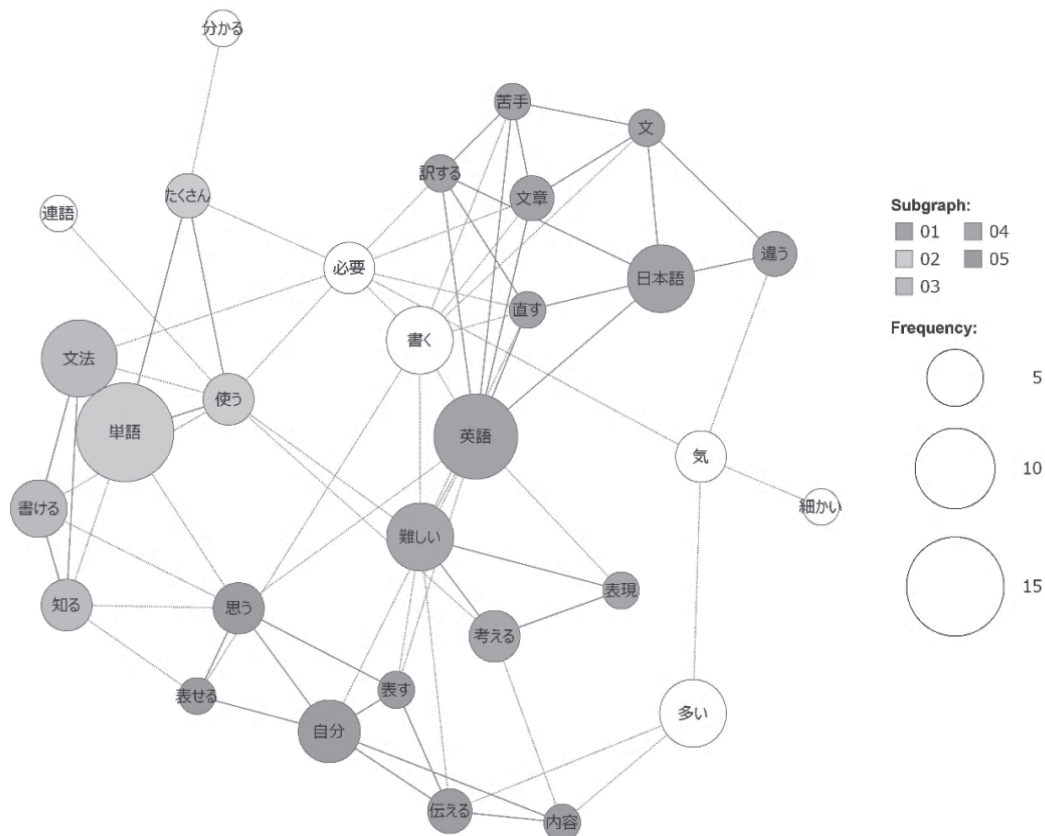 分かる
苦手
文
訳する
たくさん
文章
連語
違う
必要
日本語
直す
書く
文法
使う
単語
英語
気
書ける
細かい
難しい
表現
知る
思う
考える
表せる
表す
多い
自分
伝える
内容
Subgraph:
01 04
02 05
03
Frequency:
5
10
15